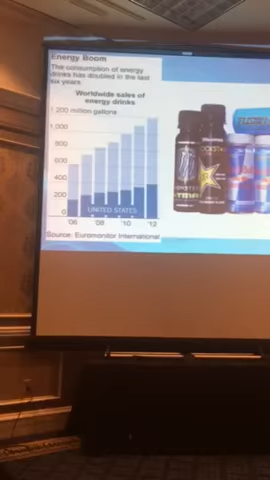 Energy Boom
The consumption of energy
drinks has doubled in the last
six years
Worldwide sales of
energy drinks
1,200 million gallons
1,000
800
600
400
200
0
UNITED STATES
'06 '08 '10 '12
Source: Euromonitor International
ROCKSTAR